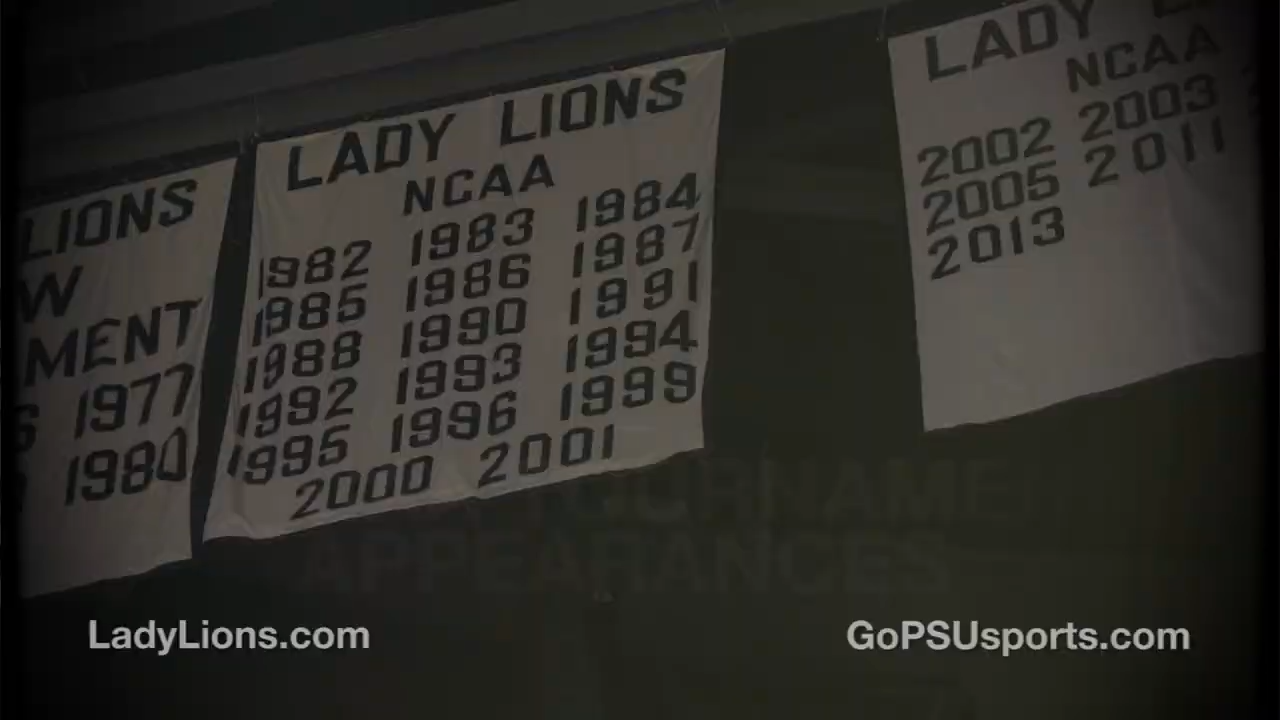 LIONS
MENT
1977
1980
LADY LIONS
NCAA
1982 1983 1984
1985 1986 1987
1988 1990 1991
1992 1993 1994
1995 1996 1999
2000 2001
LADY
NCAA
2002 2003
2005 2011
2013
APPEARANCES
LadyLions.com
GoPSUsports.com